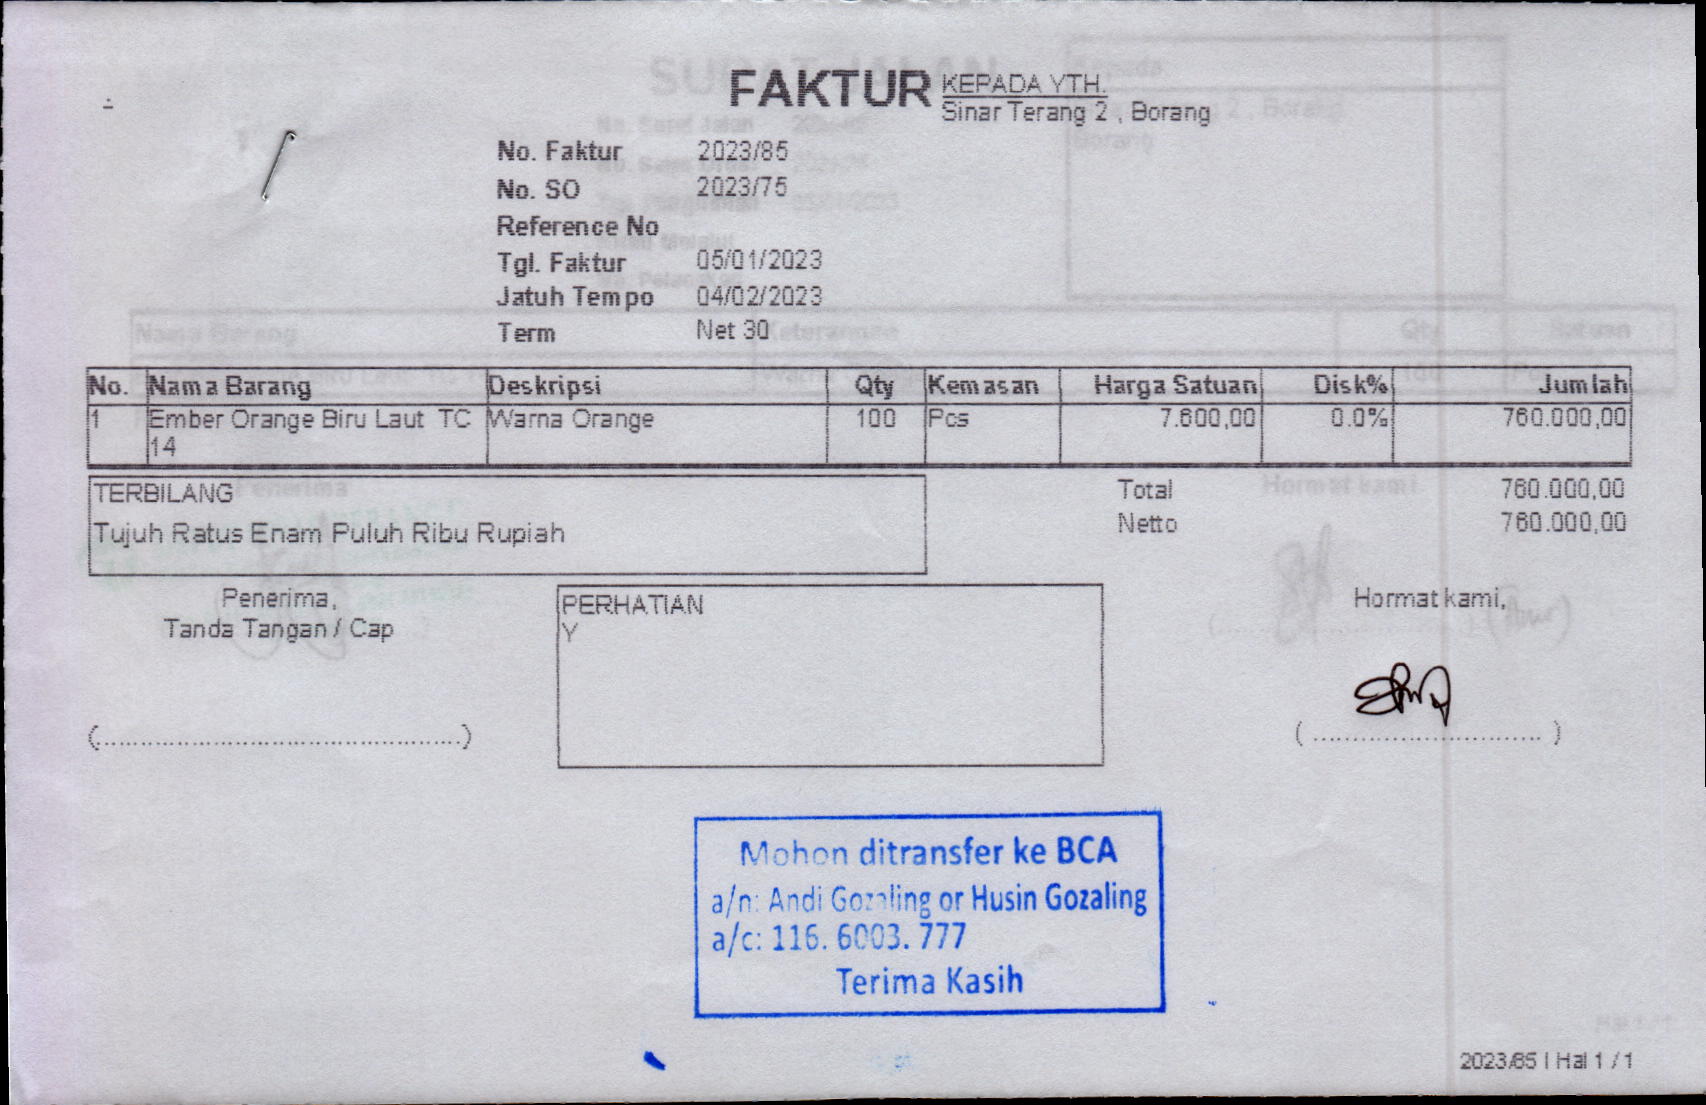 FAKTUR
KEPADA YTH.
Sinar Terang 2 , Borang
No. Faktur 2023/85
No. SO 2023/75
Reference No
Tgl. Faktur 05/01/2023
Jatuh Tempo 04/02/2023
Term Net 30
No. Nama Barang Deskripsi Qty Kemasan Harga Satuan Disk% Jumlah
1 Ember Orange Biru Laut TC Warna Orange 100 Pcs 7.600,00 0.0% 760.000,00
14
TERBILANG
Tujuh Ratus Enam Puluh Ribu Rupiah
Total 760.000,00
Netto 760.000,00
Penerima,
Tanda Tangan / Cap
PERHATIAN
Y
Hormat kami,
(................................................)
( .............................. )
Mohon ditransfer ke BCA
a/n: Andi Gozaling or Husin Gozaling
a/c: 116. 6003. 777
Terima Kasih
2023/85 | Hal 1 / 1